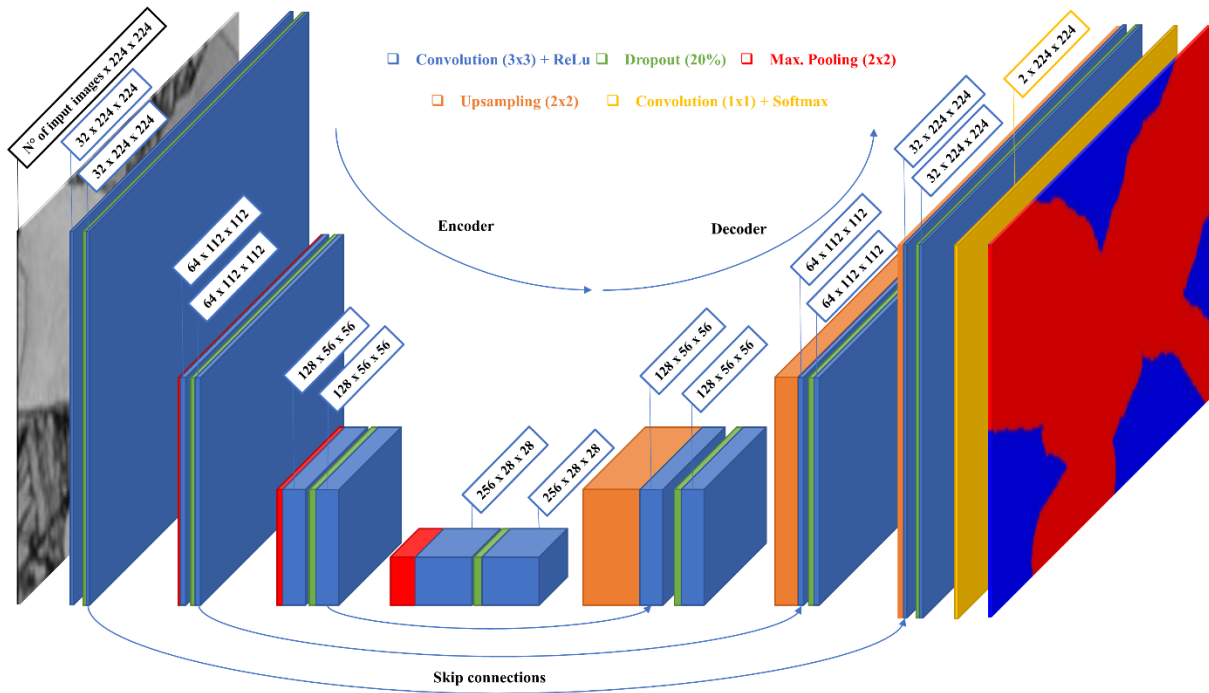 Convolution (3x3) + ReLu
Dropout (20%)
Max. Pooling (2x2)
Upsampling (2x2)
Convolution (1x1) + Softmax
N° of input images x 224 x 224
32 x 224 x 224
32 x 224 x 224
64 x 112 x 112
64 x 112 x 112
128 x 56 x 56
128 x 56 x 56
256 x 28 x 28
256 x 28 x 28
128 x 56 x 56
128 x 56 x 56
64 x 112 x 112
64 x 112 x 112
32 x 224 x 224
32 x 224 x 224
2 x 224 x 224
Encoder
Decoder
Skip connections